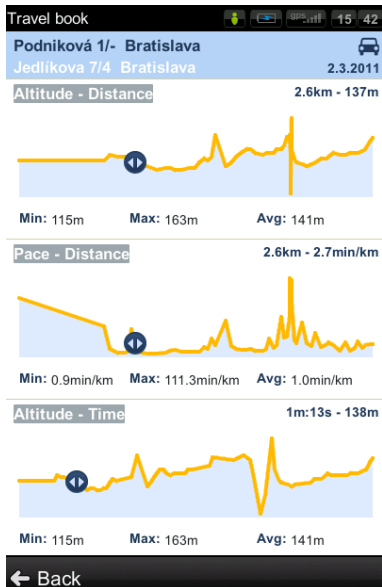 Travel book GPS 15 42
Podniková 1/- Bratislava
Jedlíkova 7/4 Bratislava 2.3.2011
Altitude - Distance 2.6km - 137m
Min: 115m Max: 163m Avg: 141m
Pace - Distance 2.6km - 2.7min/km
Min: 0.9min/km Max: 111.3min/km Avg: 1.0min/km
Altitude - Time 1m:13s - 138m
Min: 115m Max: 163m Avg: 141m
Back